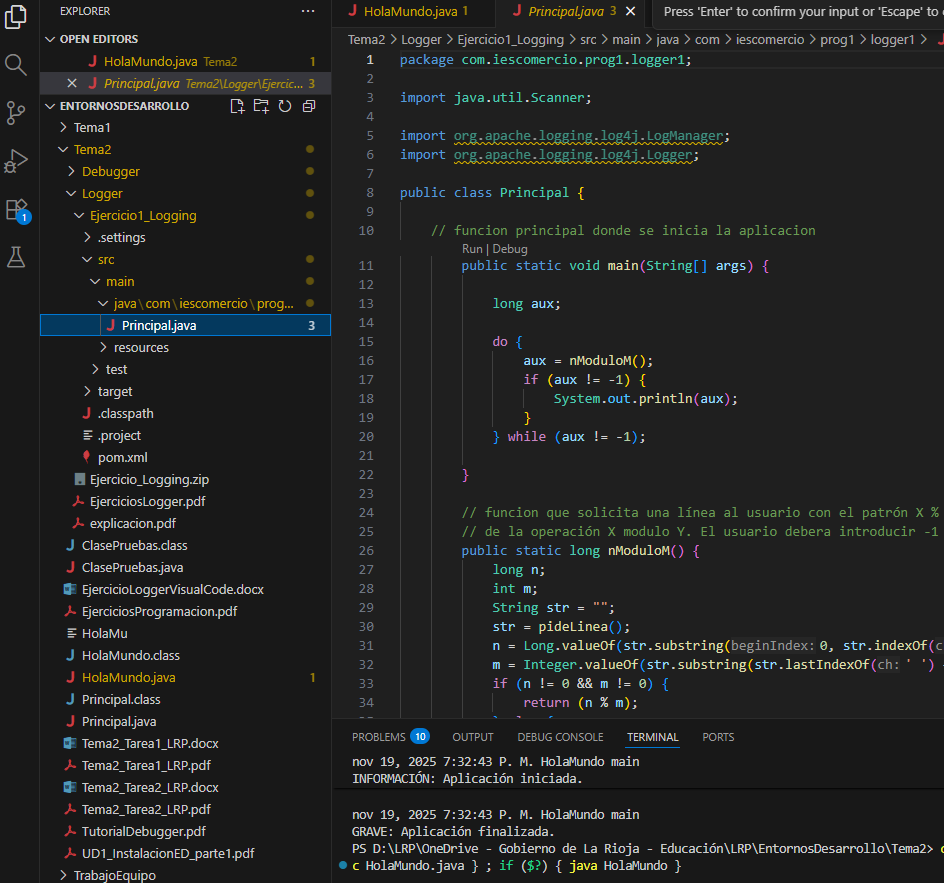 EXPLORER
OPEN EDITORS
HolaMundo.java Tema2 1
Principal.java Tema2\Logger\Ejercic... 3
ENTORNOSDESARROLLO
Tema1
Tema2
Debugger
Logger
Ejercicio1_Logging
.settings
src
main
java\com\iescomercio\prog...
Principal.java 3
resources
test
target
.classpath
.project
pom.xml
Ejercicio_Logging.zip
EjerciciosLogger.pdf
explicacion.pdf
ClasePruebas.class
ClasePruebas.java
EjercicioLoggerVisualCode.docx
EjerciciosProgramacion.pdf
HolaMu
HolaMundo.class
HolaMundo.java 1
Principal.class
Principal.java
Tema2_Tarea1_LRP.docx
Tema2_Tarea1_LRP.pdf
Tema2_Tarea2_LRP.docx
Tema2_Tarea2_LRP.pdf
TutorialDebugger.pdf
UD1_InstalacionED_parte1.pdf
TrabajoEquipo
1
HolaMundo.java 1
Principal.java 3
Press 'Enter' to confirm your input or 'Escape' to
Tema2 > Logger > Ejercicio1_Logging > src > main > java > com > iescomercio > prog1 > logger1 >
1 package com.iescomercio.prog1.logger1;
2
3 import java.util.Scanner;
4
5 import org.apache.logging.log4j.LogManager;
6 import org.apache.logging.log4j.Logger;
7
8 public class Principal {
9
10 // funcion principal donde se inicia la aplicacion
Run | Debug
11 public static void main(String[] args) {
12
13 long aux;
14
15 do {
16 aux = nModuloM();
17 if (aux != -1) {
18 System.out.println(aux);
19 }
20 } while (aux != -1);
21
22 }
23
24 // funcion que solicita una línea al usuario con el patrón X %
25 // de la operación X modulo Y. El usuario debera introducir -1
26 public static long nModuloM() {
27 long n;
28 int m;
29 String str = "";
30 str = pideLinea();
31 n = Long.valueOf(str.substring(beginIndex: 0, str.indexOf(c
32 m = Integer.valueOf(str.substring(str.lastIndexOf(ch: ' ')
33 if (n != 0 && m != 0) {
34 return (n % m);
PROBLEMS 10 OUTPUT DEBUG CONSOLE TERMINAL PORTS
nov 19, 2025 7:32:43 P. M. HolaMundo main
INFORMACIÓN: Aplicación iniciada.
nov 19, 2025 7:32:43 P. M. HolaMundo main
GRAVE: Aplicación finalizada.
PS D:\LRP\OneDrive - Gobierno de La Rioja - Educación\LRP\EntornosDesarrollo\Tema2>
c HolaMundo.java } ; if ($?) { java HolaMundo }